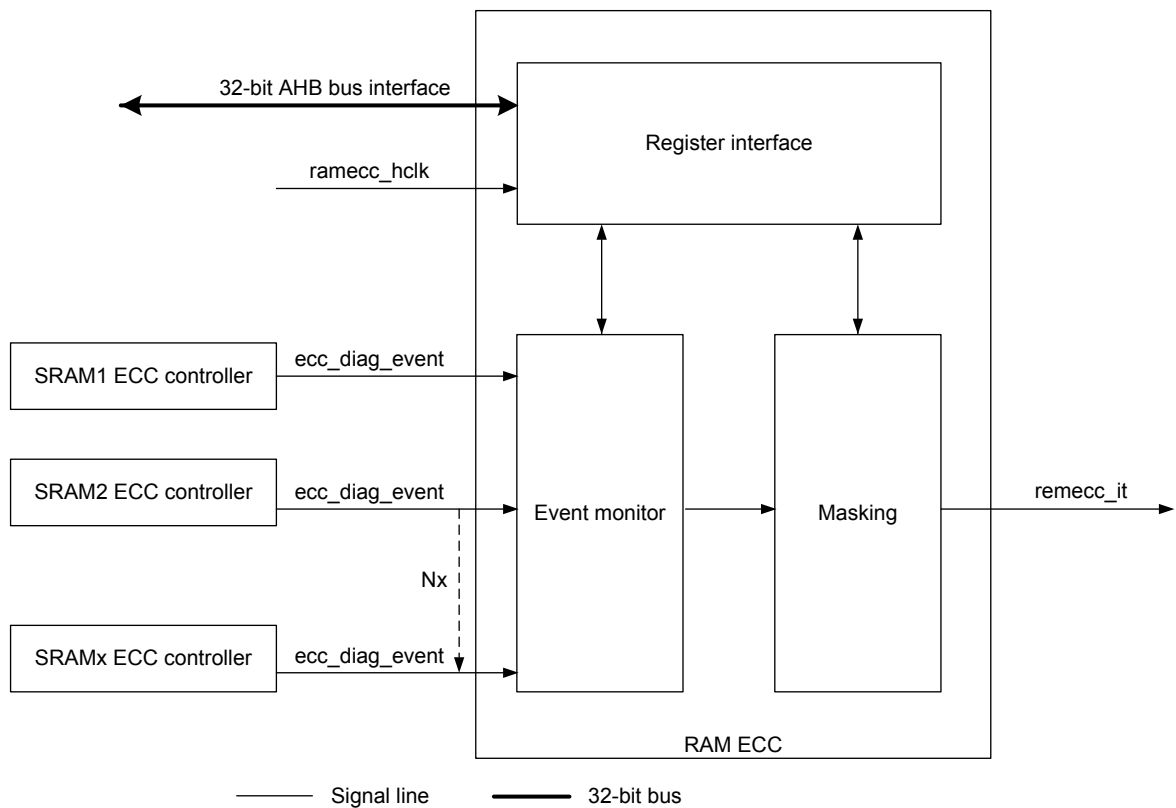 32-bit AHB bus interface
Register interface
ramecc_hclk
SRAM1 ECC controller
ecc_diag_event
SRAM2 ECC controller
ecc_diag_event
Event monitor
Masking
remecc_it
Nx
SRAMx ECC controller
ecc_diag_event
RAM ECC
Signal line
32-bit bus